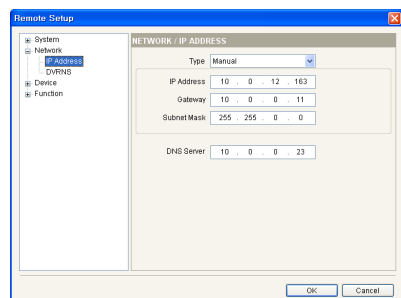 Remote Setup
System
Network
IP Address
DVRNS
Device
Function
NETWORK / IP ADDRESS
Type Manual
IP Address 10 . 0 . 12 . 163
Gateway 10 . 0 . 0 . 11
Subnet Mask 255 . 255 . 0 . 0
DNS Server 10 . 0 . 0 . 23
OK Cancel